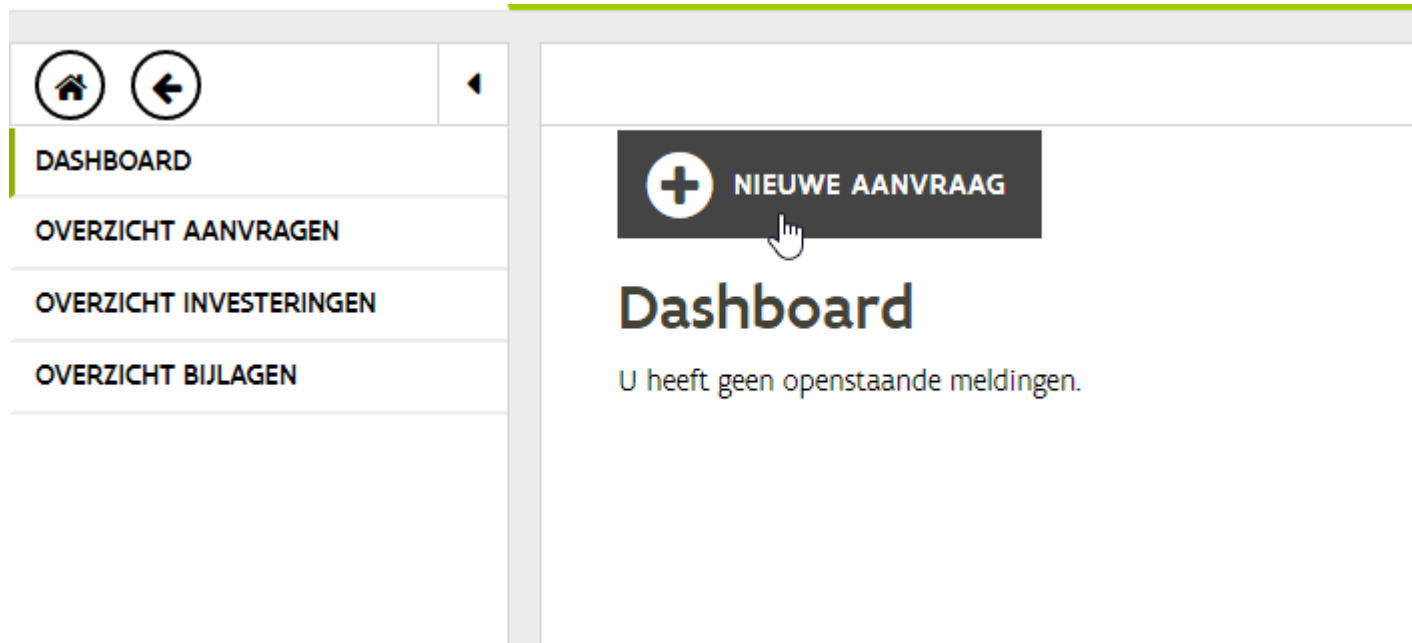 DASHBOARD
OVERZICHT AANVRAGEN
OVERZICHT INVESTERINGEN
OVERZICHT BIJLAGEN
NIEUWE AANVRAAG
Dashboard
U heeft geen openstaande meldingen.